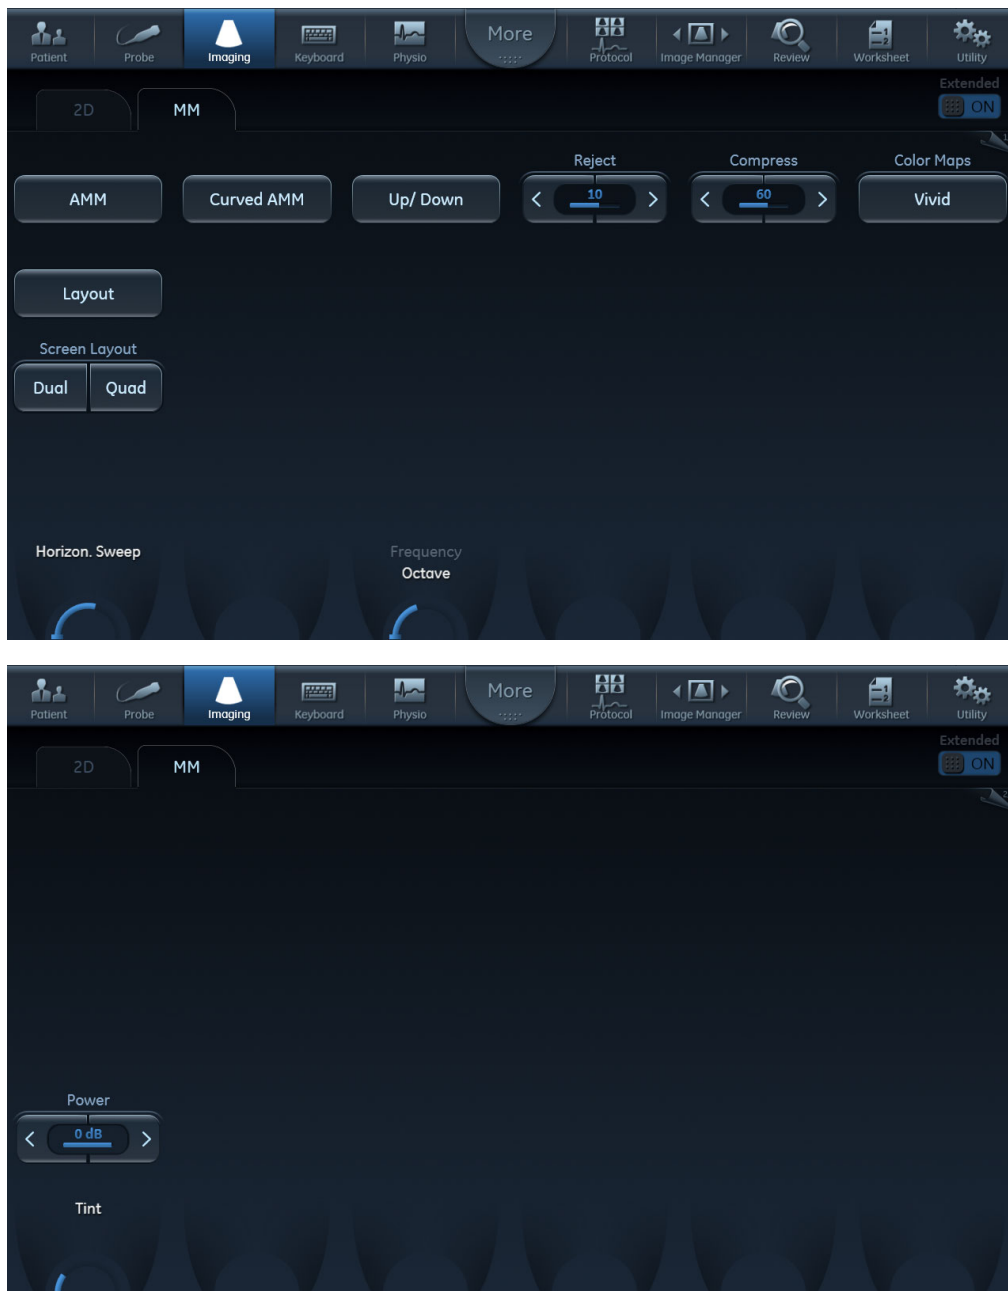 Patient Probe Imaging Keyboard Physio More Protocol Image Manager Review Worksheet Utility
Extended
2D MM ON
1
Reject Compress Color Maps
AMM Curved AMM Up/ Down 10 60 Vivid
Layout
Screen Layout
Dual Quad
Horizon. Sweep Frequency
Octave
Patient Probe Imaging Keyboard Physio More Protocol Image Manager Review Worksheet Utility
Extended
2D MM ON
2
Power
0 dB
Tint